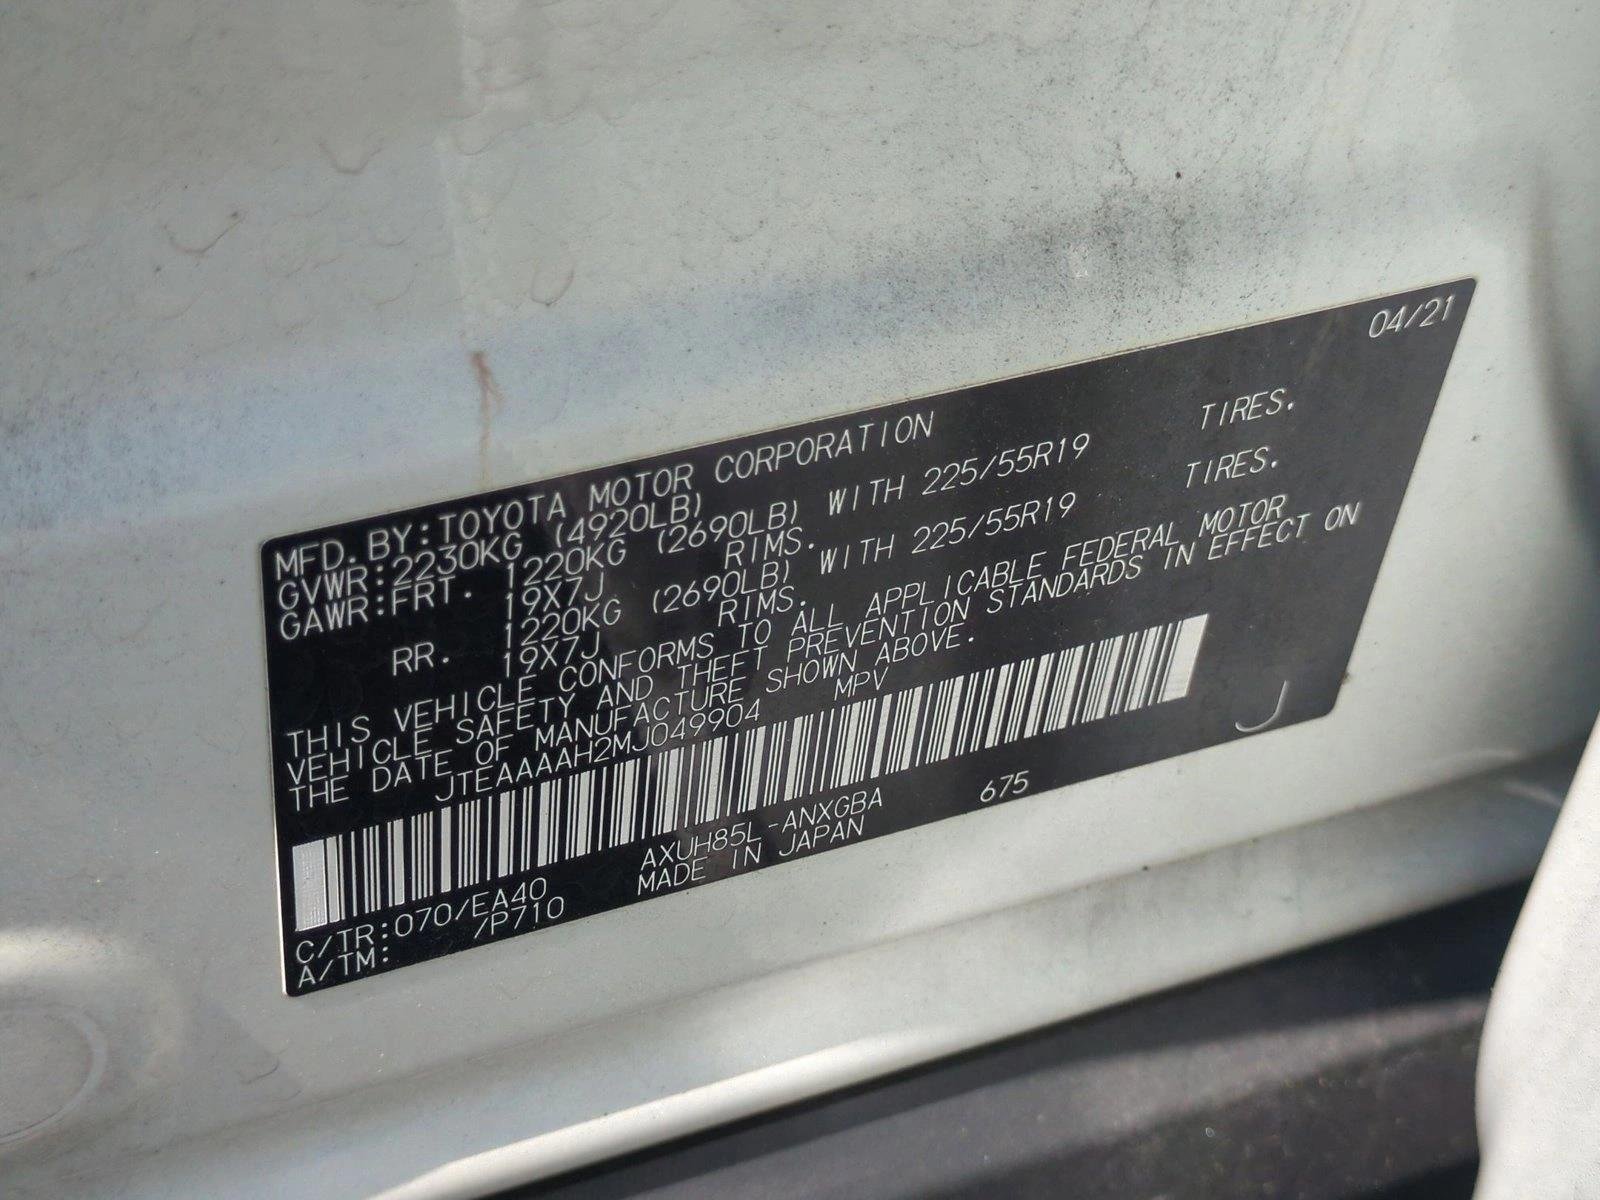 04/21
MFD. BY: TOYOTA MOTOR CORPORATION
GVWR: 2230KG (4920LB)
GAWR: FRT. 1220KG (2690LB) WITH 225/55R19 TIRES.
19X7J RIMS.
RR. 1220KG (2690LB) WITH 225/55R19 TIRES.
19X7J RIMS.
THIS VEHICLE CONFORMS TO ALL APPLICABLE FEDERAL MOTOR
VEHICLE SAFETY AND THEFT PREVENTION STANDARDS IN EFFECT ON
THE DATE OF MANUFACTURE SHOWN ABOVE.
JTEAAAAH2MJ049904 MPV
C/TR: 070/EA40 AXUH85L-ANXGBA 675 J
A/TM: /P710 MADE IN JAPAN